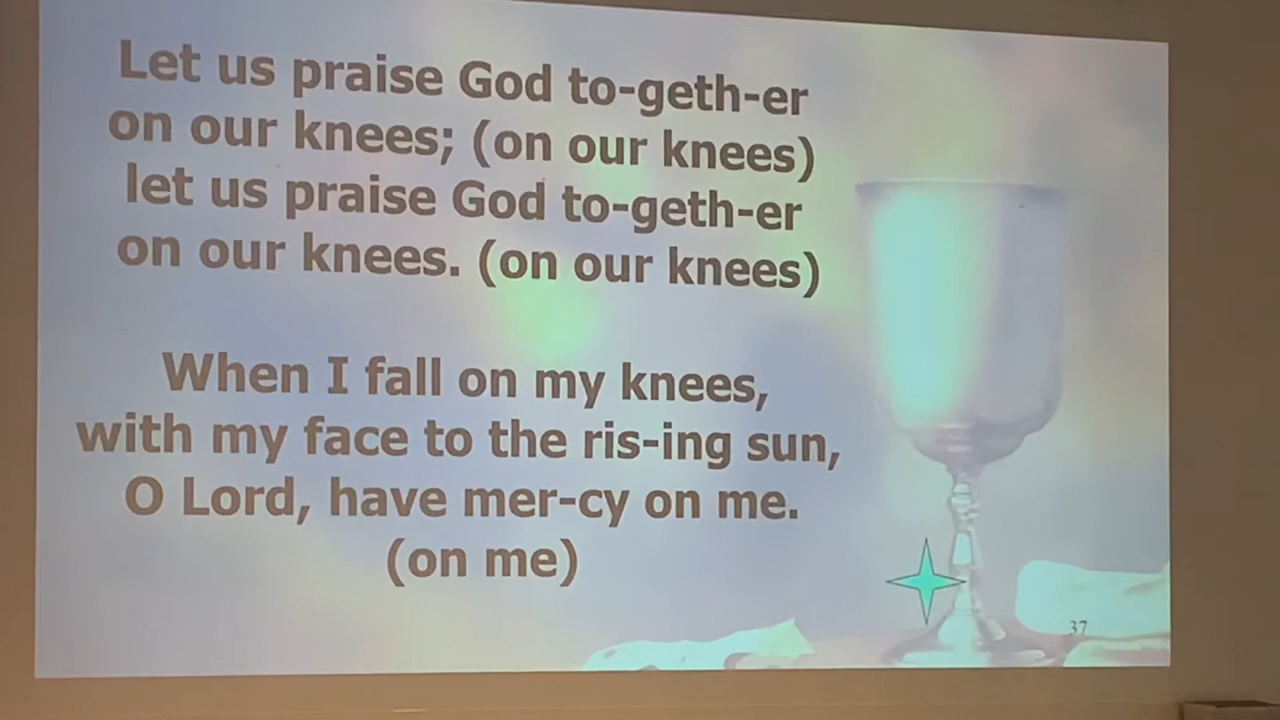 Let us praise God to-geth-er
on our knees; (on our knees)
let us praise God to-geth-er
on our knees. (on our knees)
When I fall on my knees,
with my face to the ris-ing sun,
O Lord, have mer-cy on me.
(on me)
37